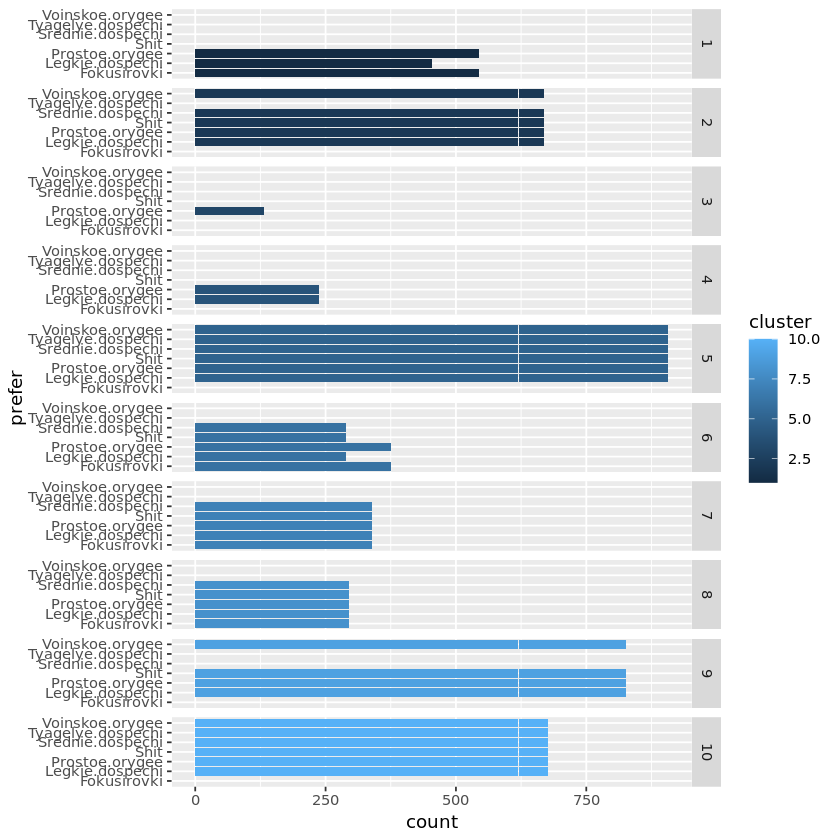 Voinskoe.orygee
Tyagelye.dospechi
Srednie.dospechi
Shit
Prostoe.orygee
Legkie.dospechi
Fokusirovki
1
Voinskoe.orygee
Tyagelye.dospechi
Srednie.dospechi
Shit
Prostoe.orygee
Legkie.dospechi
Fokusirovki
2
Voinskoe.orygee
Tyagelye.dospechi
Srednie.dospechi
Shit
Prostoe.orygee
Legkie.dospechi
Fokusirovki
3
Voinskoe.orygee
Tyagelye.dospechi
Srednie.dospechi
Shit
Prostoe.orygee
Legkie.dospechi
Fokusirovki
4
Voinskoe.orygee
Tyagelye.dospechi
Srednie.dospechi
Shit
Prostoe.orygee
Legkie.dospechi
Fokusirovki
5
Voinskoe.orygee
Tyagelye.dospechi
Srednie.dospechi
Shit
Prostoe.orygee
Legkie.dospechi
Fokusirovki
6
Voinskoe.orygee
Tyagelye.dospechi
Srednie.dospechi
Shit
Prostoe.orygee
Legkie.dospechi
Fokusirovki
7
Voinskoe.orygee
Tyagelye.dospechi
Srednie.dospechi
Shit
Prostoe.orygee
Legkie.dospechi
Fokusirovki
8
Voinskoe.orygee
Tyagelye.dospechi
Srednie.dospechi
Shit
Prostoe.orygee
Legkie.dospechi
Fokusirovki
9
Voinskoe.orygee
Tyagelye.dospechi
Srednie.dospechi
Shit
Prostoe.orygee
Legkie.dospechi
Fokusirovki
10
0 250 500 750
count
prefer
cluster
10.0
7.5
5.0
2.5